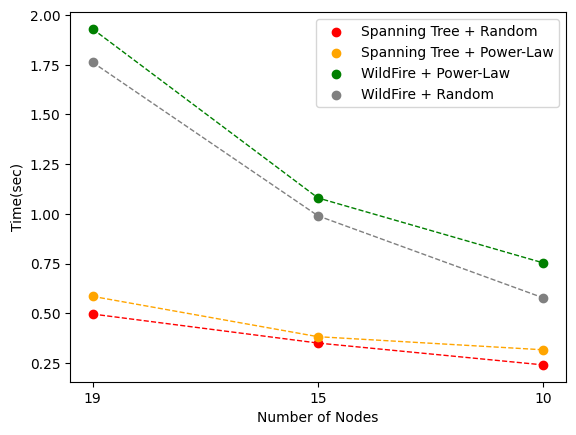 2.00
1.75
1.50
1.25
1.00
0.75
0.50
0.25
Time(sec)
Spanning Tree + Random
Spanning Tree + Power-Law
WildFire + Power-Law
WildFire + Random
19
15
10
Number of Nodes